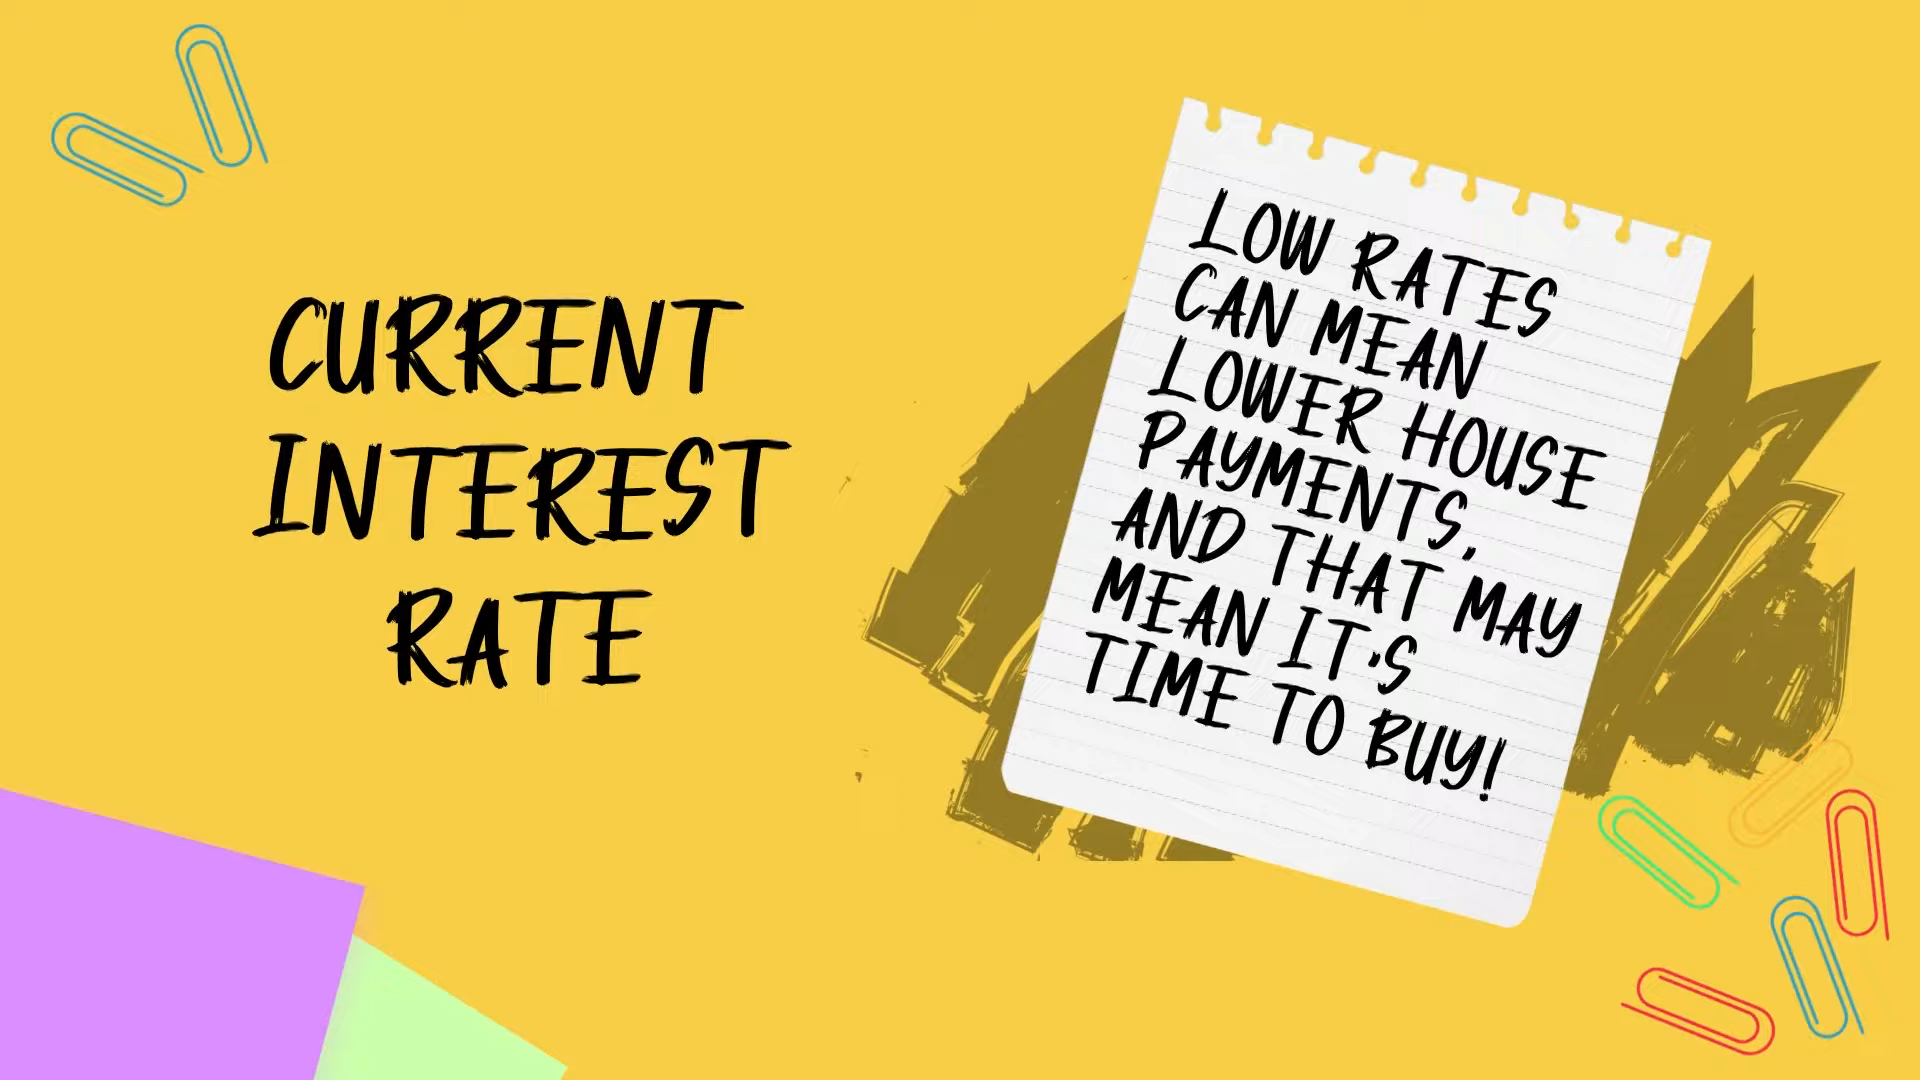 CURRENT
INTEREST
RATE
LOW RATES
CAN MEAN
LOWER HOUSE
PAYMENTS,
AND THAT MAY
MEAN IT'S
TIME TO BUY!